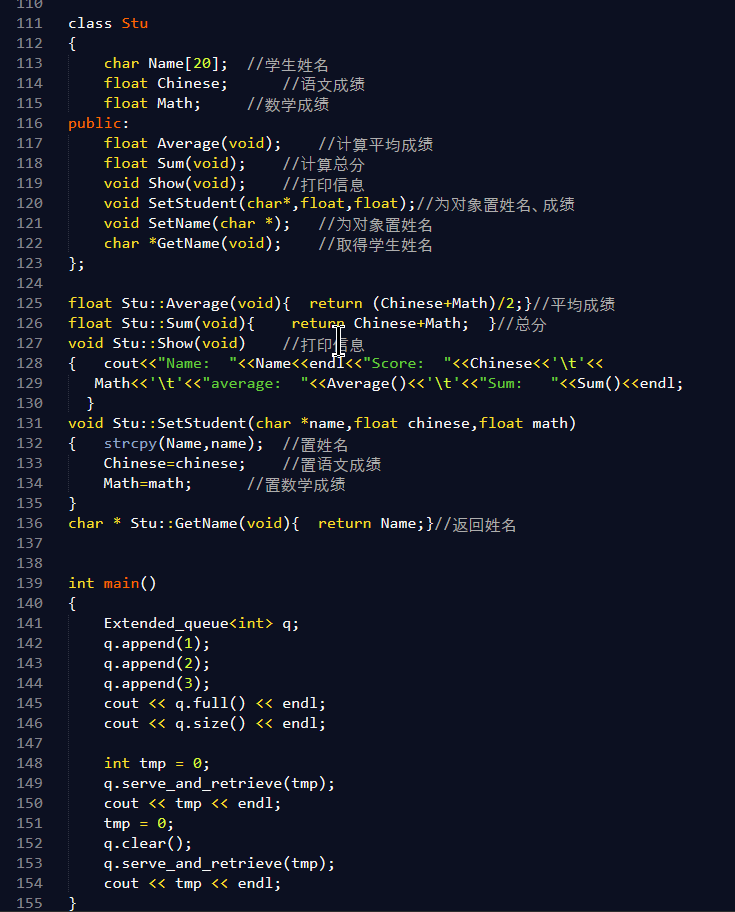 110
111 class Stu
112 {
113     char Name[20];  //学生姓名
114     float Chinese;      //语文成绩
115     float Math;     //数学成绩
116 public:
117     float Average(void);    //计算平均成绩
118     float Sum(void);    //计算总分
119     void Show(void);    //打印信息
120     void SetStudent(char*,float,float);//为对象置姓名、成绩
121     void SetName(char *);   //为对象置姓名
122     char *GetName(void);    //取得学生姓名
123 };
124
125 float Stu::Average(void){  return (Chinese+Math)/2;}//平均成绩
126 float Stu::Sum(void){    return Chinese+Math;  }//总分
127 void Stu::Show(void)    //打印信息
128 {   cout<<"Name:  "<<Name<<endl<<"Score:  "<<Chinese<<'\t'<<
129    Math<<'\t'<<"average:  "<<Average()<<'\t'<<"Sum:   "<<Sum()<<endl;
130   }
131 void Stu::SetStudent(char *name,float chinese,float math)
132 {   strcpy(Name,name);  //置姓名
133     Chinese=chinese;    //置语文成绩
134     Math=math;      //置数学成绩
135 }
136 char * Stu::GetName(void){  return Name;}//返回姓名
137
138
139 int main()
140 {
141     Extended_queue<int> q;
142     q.append(1);
143     q.append(2);
144     q.append(3);
145     cout << q.full() << endl;
146     cout << q.size() << endl;
147
148     int tmp = 0;
149     q.serve_and_retrieve(tmp);
150     cout << tmp << endl;
151     tmp = 0;
152     q.clear();
153     q.serve_and_retrieve(tmp);
154     cout << tmp << endl;
155 }